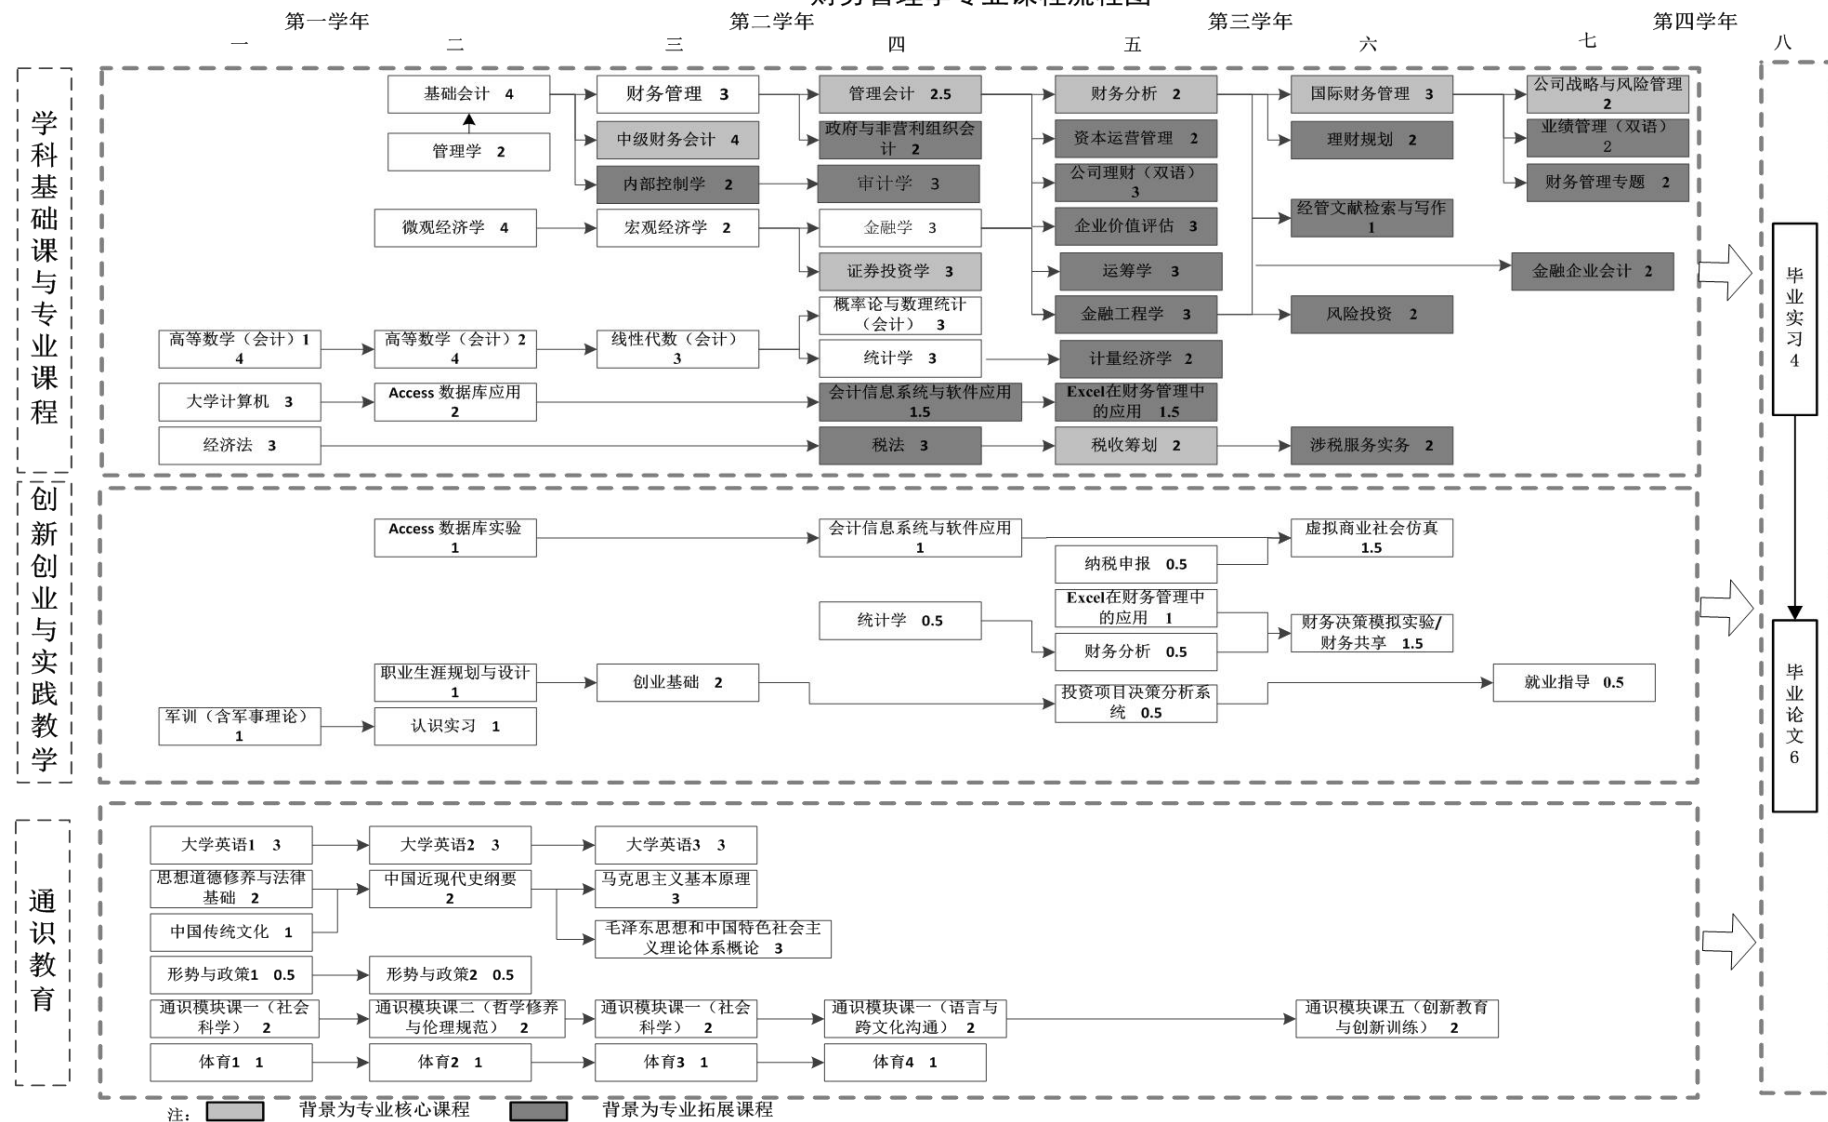 财务管理学专业课程流程图
第一学年 第二学年 第三学年 第四学年
一 二 三 四 五 六 七 八
学科基础课与专业课程
基础会计 4
财务管理 3
管理会计 2.5
财务分析 2
国际财务管理 3
公司战略与风险管理
2
管理学 2
中级财务会计 4
政府与非营利组织会
计 2
资本运营管理 2
理财规划 2
业绩管理（双语）
2
内部控制学 2
审计学 3
公司理财（双语）
3
财务管理专题 2
微观经济学 4
宏观经济学 2
金融学 3
企业价值评估 3
经管文献检索与写作
1
证券投资学 3
运筹学 3
金融企业会计 2
概率论与数理统计
（会计） 3
金融工程学 3
风险投资 2
高等数学（会计）1
4
高等数学（会计）2
4
线性代数（会计）
3
统计学 3
计量经济学 2
大学计算机 3
Access 数据库应用
2
会计信息系统与软件应用
1.5
Excel在财务管理中
的应用 1.5
经济法 3
税法 3
税收筹划 2
涉税服务实务 2
创新创业与实践教学
Access 数据库实验
1
会计信息系统与软件应用
1
虚拟商业社会仿真
1.5
纳税申报 0.5
统计学 0.5
Excel在财务管理中
的应用 1
财务分析 0.5
财务决策模拟实验/
财务共享 1.5
职业生涯规划与设计
1
创业基础 2
投资项目决策分析系
统 0.5
就业指导 0.5
军训（含军事理论）
1
认识实习 1
通识教育
大学英语1 3
大学英语2 3
大学英语3 3
思想道德修养与法律
基础 2
中国近现代史纲要
2
马克思主义基本原理
3
中国传统文化 1
毛泽东思想和中国特色社会主
义理论体系概论 3
形势与政策1 0.5
形势与政策2 0.5
通识模块课一（社会
科学） 2
通识模块课二（哲学修养
与伦理规范） 2
通识模块课一（社会
科学） 2
通识模块课一（语言与
跨文化沟通） 2
通识模块课五（创新教育
与创新训练） 2
体育1 1
体育2 1
体育3 1
体育4 1
毕业实习4
毕业论文6
注： 背景为专业核心课程 背景为专业拓展课程